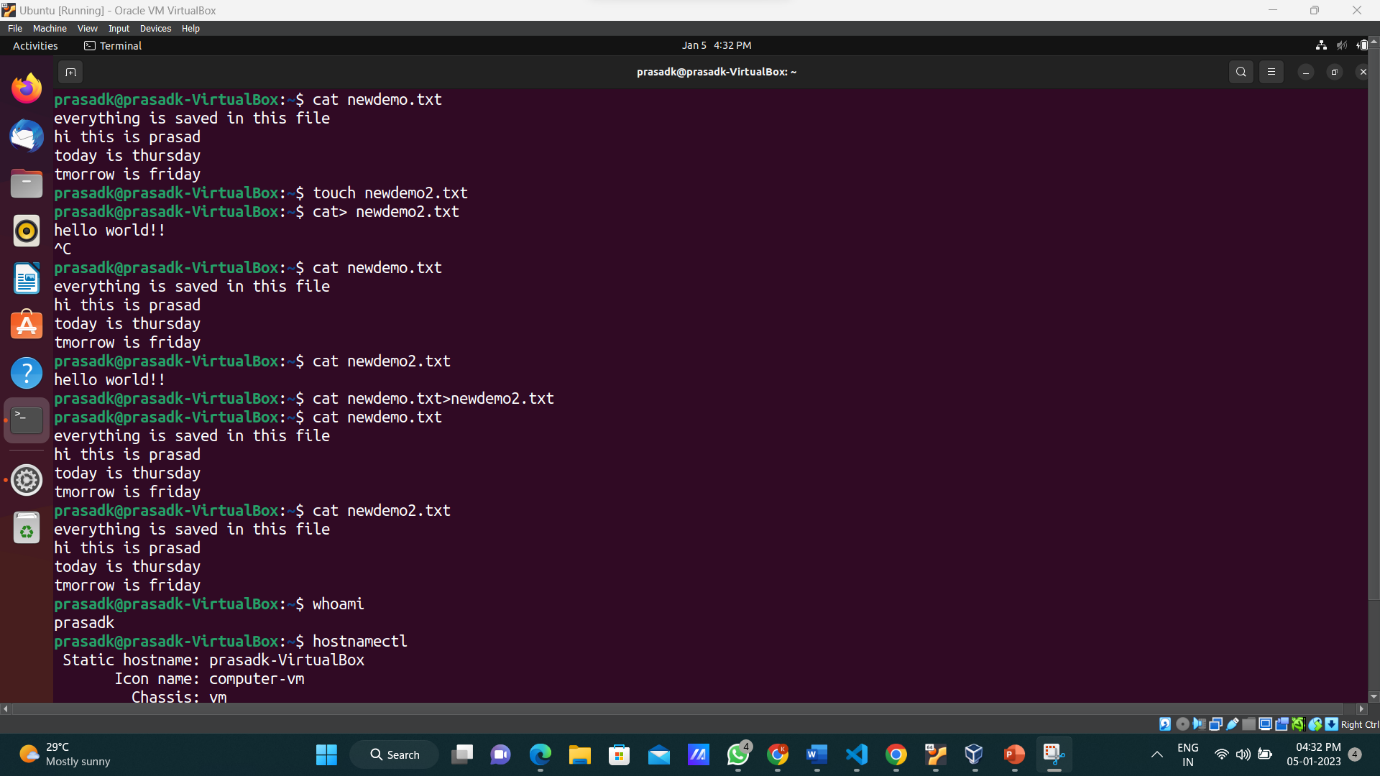 Ubuntu [Running] - Oracle VM VirtualBox
File Machine View Input Devices Help
Activities Terminal Jan 5 4:32 PM
prasadk@prasadk-VirtualBox: ~
prasadk@prasadk-VirtualBox:~$ cat newdemo.txt
everything is saved in this file
hi this is prasad
today is thursday
tmorrow is friday
prasadk@prasadk-VirtualBox:~$ touch newdemo2.txt
prasadk@prasadk-VirtualBox:~$ cat> newdemo2.txt
hello world!!
^C
prasadk@prasadk-VirtualBox:~$ cat newdemo.txt
everything is saved in this file
hi this is prasad
today is thursday
tmorrow is friday
prasadk@prasadk-VirtualBox:~$ cat newdemo2.txt
hello world!!
prasadk@prasadk-VirtualBox:~$ cat newdemo.txt>newdemo2.txt
prasadk@prasadk-VirtualBox:~$ cat newdemo.txt
everything is saved in this file
hi this is prasad
today is thursday
tmorrow is friday
prasadk@prasadk-VirtualBox:~$ cat newdemo2.txt
everything is saved in this file
hi this is prasad
today is thursday
tmorrow is friday
prasadk@prasadk-VirtualBox:~$ whoami
prasadk
prasadk@prasadk-VirtualBox:~$ hostnamectl
Static hostname: prasadk-VirtualBox
Icon name: computer-vm
Chassis: vm
Right Ctrl
29°C
Mostly sunny
Search
4
ENG
IN
04:32 PM
05-01-2023
4